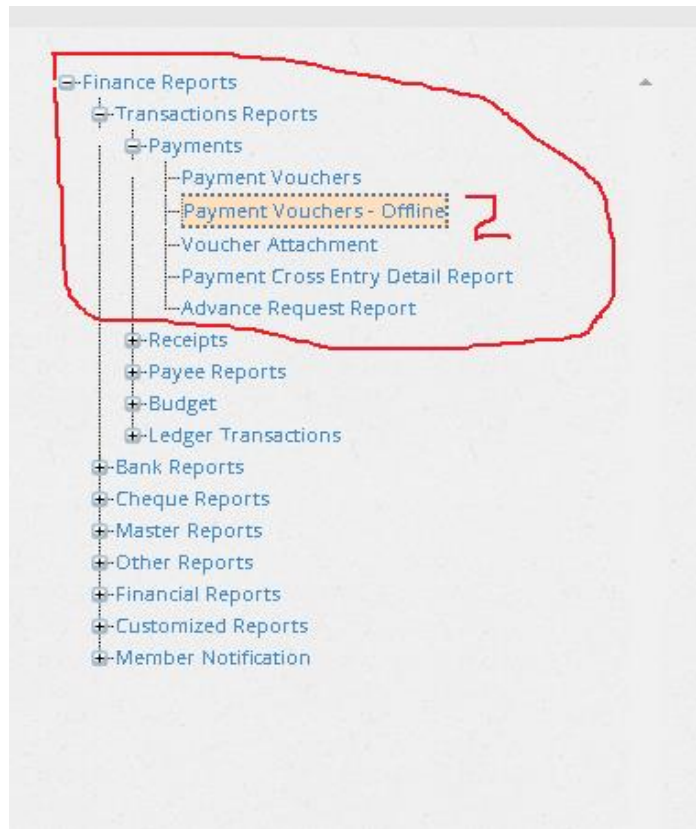 Finance Reports
Transactions Reports
Payments
Payment Vouchers
Payment Vouchers - Offline 2
Voucher Attachment
Payment Cross Entry Detail Report
Advance Request Report
Receipts
Payee Reports
Budget
Ledger Transactions
Bank Reports
Cheque Reports
Master Reports
Other Reports
Financial Reports
Customized Reports
Member Notification